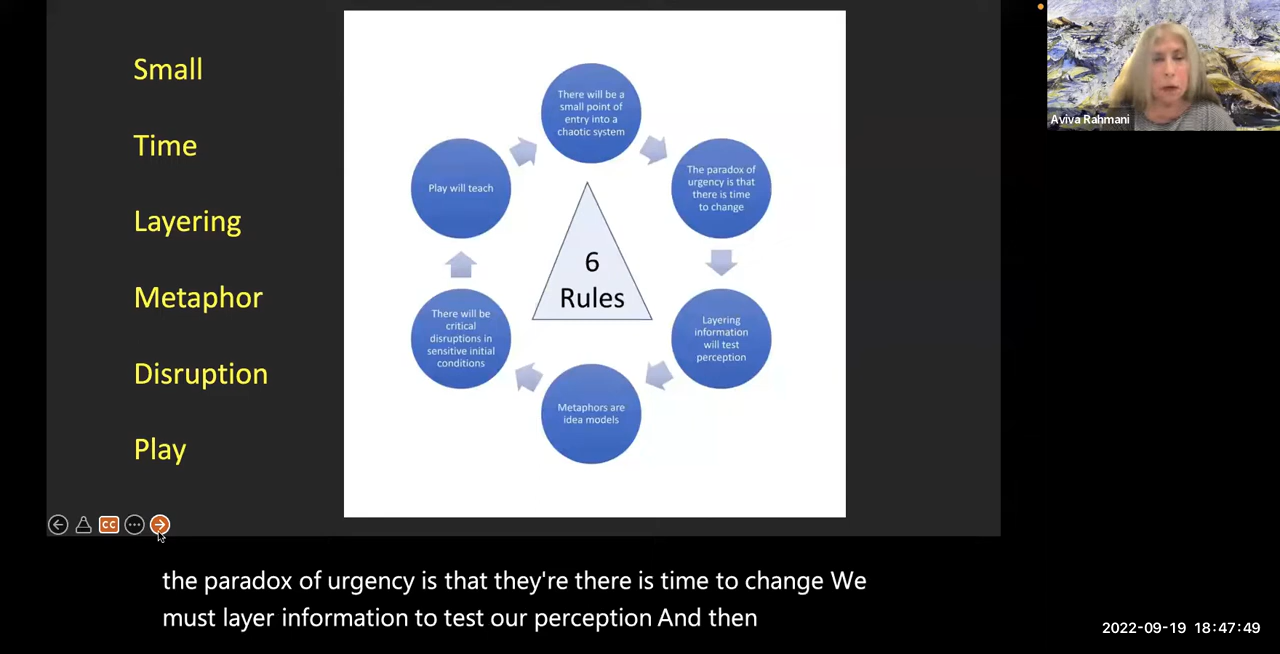 Small
Time
Layering
Metaphor
Disruption
Play
There will be a
small point of
entry into a
chaotic system
The paradox of
urgency is that
there is time
to change
Layering
information
will test
perception
Metaphors are
idea models
There will be
critical
disruptions in
sensitive initial
conditions
Play will teach
6
Rules
Aviva Rahmani
CC
the paradox of urgency is that they're there is time to change We
must layer information to test our perception And then
2022-09-19 18:47:49